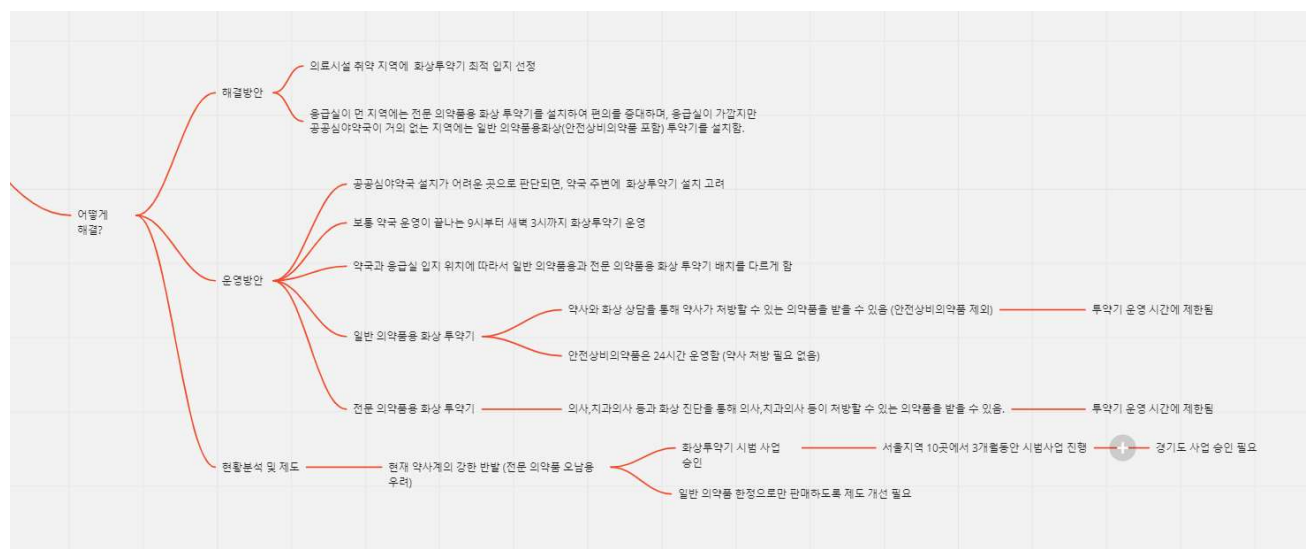 의료시설 취약 지역에 화상투약기 최적 입지 선정
해결방안
응급실이 먼 지역에는 전문 의약품용 화상 투약기를 설치하여 편의를 증대하며, 응급실이 가깝지만
공공심야약국이 거의 없는 지역에는 일반 의약품용화상(안전상비의약품 포함) 투약기를 설치함.
공공심야약국 설치가 어려운 곳으로 판단되면, 약국 주변에 화상투약기 설치 고려
어떻게
해결?
보통 약국 운영이 끝나는 9시부터 새벽 3시까지 화상투약기 운영
약국과 응급실 입지 위치에 따라서 일반 의약품용과 전문 의약품용 화상 투약기 배치를 다르게 함
운영방안
약사와 화상 상담을 통해 약사가 처방할 수 있는 의약품을 받을 수 있음 (안전상비의약품 제외)
투약기 운영 시간에 제한됨
일반 의약품용 화상 투약기
안전상비의약품은 24시간 운영함 (약사 처방 필요 없음)
전문 의약품용 화상 투약기
의사,치과의사 등과 화상 진단을 통해 의사,치과의사 등이 처방할 수 있는 의약품을 받을 수 있음.
투약기 운영 시간에 제한됨
화상투약기 시범 사업
승인
서울지역 10곳에서 3개월동안 시범사업 진행
경기도 사업 승인 필요
현황분석 및 제도
현재 약사계의 강한 반발 (전문 의약품 오남용
우려)
일반 의약품 한정으로만 판매하도록 제도 개선 필요